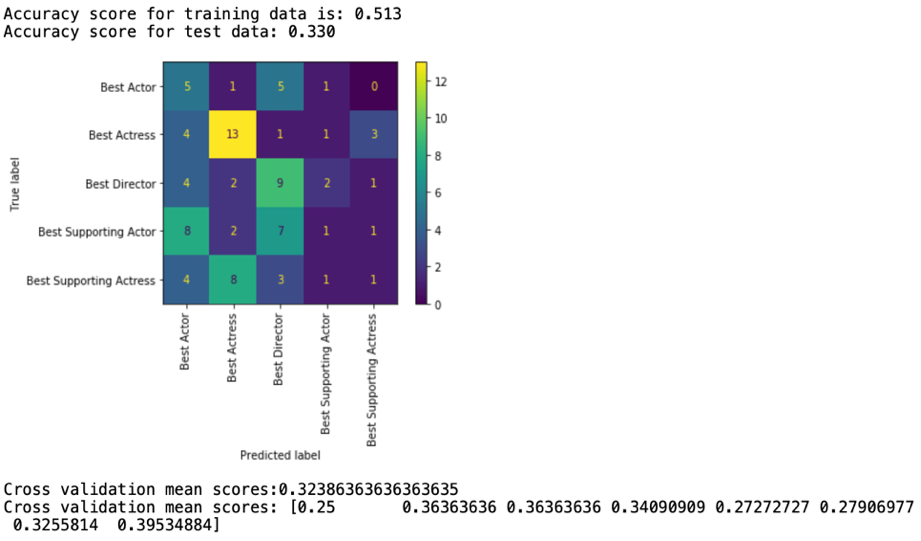 Accuracy score for training data is: 0.513
Accuracy score for test data: 0.330
Best Actor 5 1 5 1 0
Best Actress 4 13 1 1 3
Best Director 4 2 9 2 1
Best Supporting Actor 8 2 7 1 1
Best Supporting Actress 4 8 3 1 1
True label
12
10
8
6
4
2
0
Best Actor
Best Actress
Best Director
Best Supporting Actor
Best Supporting Actress
Predicted label
Cross validation mean scores:0.32386363636363635
Cross validation mean scores: [0.25 0.36363636 0.36363636 0.34090909 0.27272727 0.27906977
0.3255814 0.39534884]